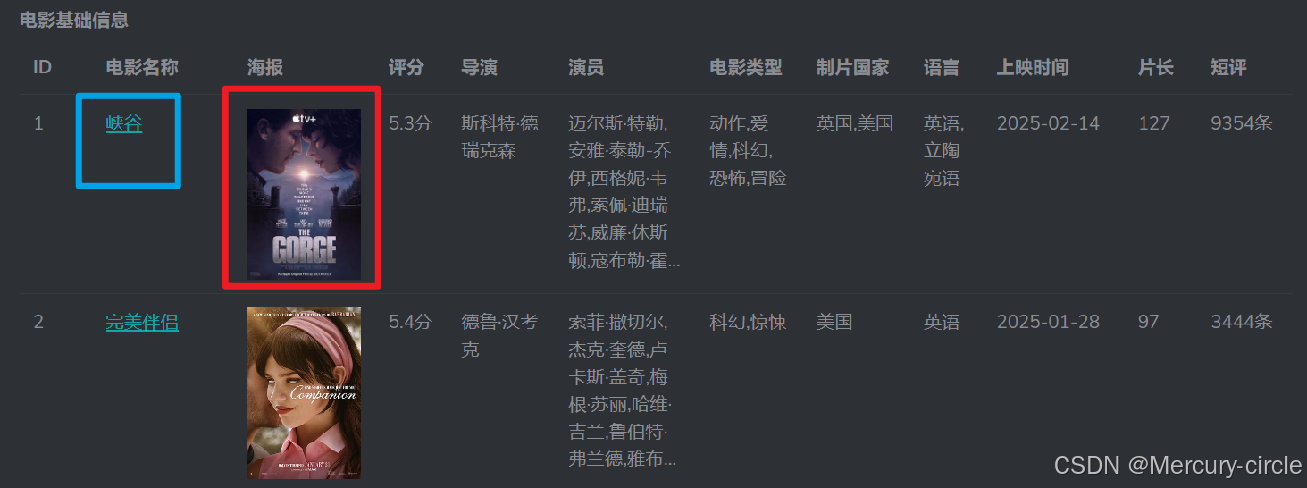 电影基础信息
ID 电影名称 海报 评分 导演 演员 电影类型 制片国家 语言 上映时间 片长 短评
1 峡谷 5.3分 斯科特·德 迈尔斯·特勒, 动作,爱 英国,美国 英语, 2025-02-14 127 9354条
瑞克森 安雅·泰勒-乔 情,科幻, 立陶
伊,西格妮·韦 恐怖,冒险 宛语
弗,索佩·迪瑞
苏,威廉·休斯
顿,寇布勒·霍...
tv+
THE
GORGE
2 完美伴侣 5.4分 德鲁·汉考 索菲·撒切尔, 科幻,惊悚 美国 英语 2025-01-28 97 3444条
克 杰克·奎德,卢
卡斯·盖奇,梅
根·苏丽,哈维·
吉兰,鲁伯特·
弗兰德,雅布...
Companion
CSDN @Mercury-circle